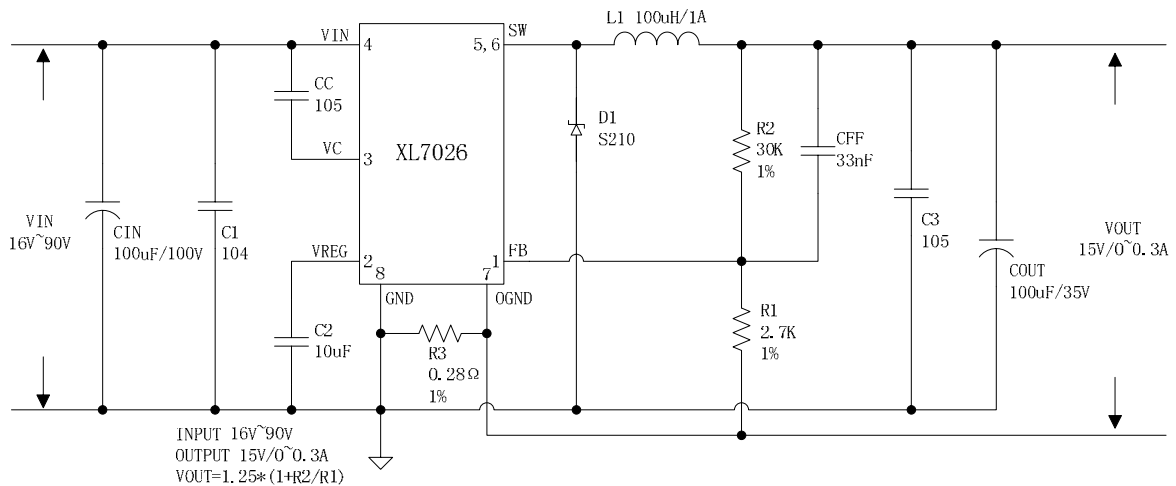 L1 100uH/1A
VIN
4
5,6
SW
CC
105
VC
3
XL7026
D1
S210
R2
30K
1%
CFF
33nF
VIN
16V~90V
CIN
100uF/100V
C1
104
C3
105
VOUT
15V/0~0.3A
VREG
2
8
7
1
FB
GND
OGND
COUT
100uF/35V
C2
10uF
R3
0.28Ω
1%
R1
2.7K
1%
INPUT 16V~90V
OUTPUT 15V/0~0.3A
VOUT=1.25*(1+R2/R1)